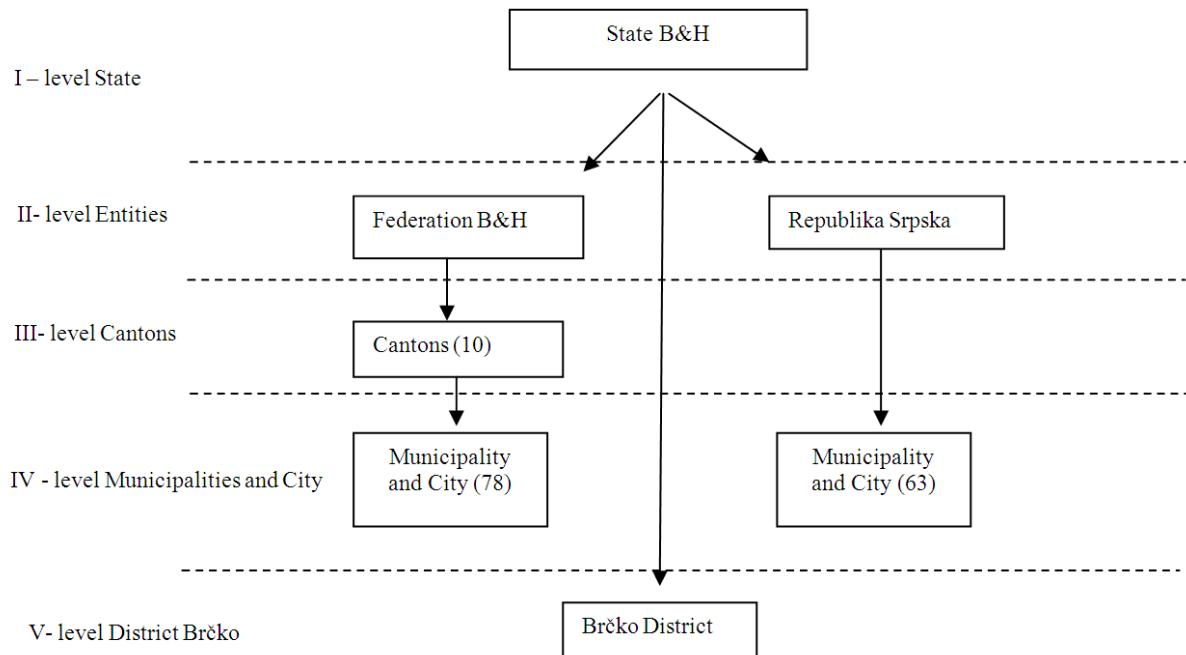 State B&H
I – level State
II- level Entities
Federation B&H
Republika Srpska
III- level Cantons
Cantons (10)
IV - level Municipalities and City
Municipality
and City (78)
Municipality
and City (63)
V- level District Brčko
Brčko District